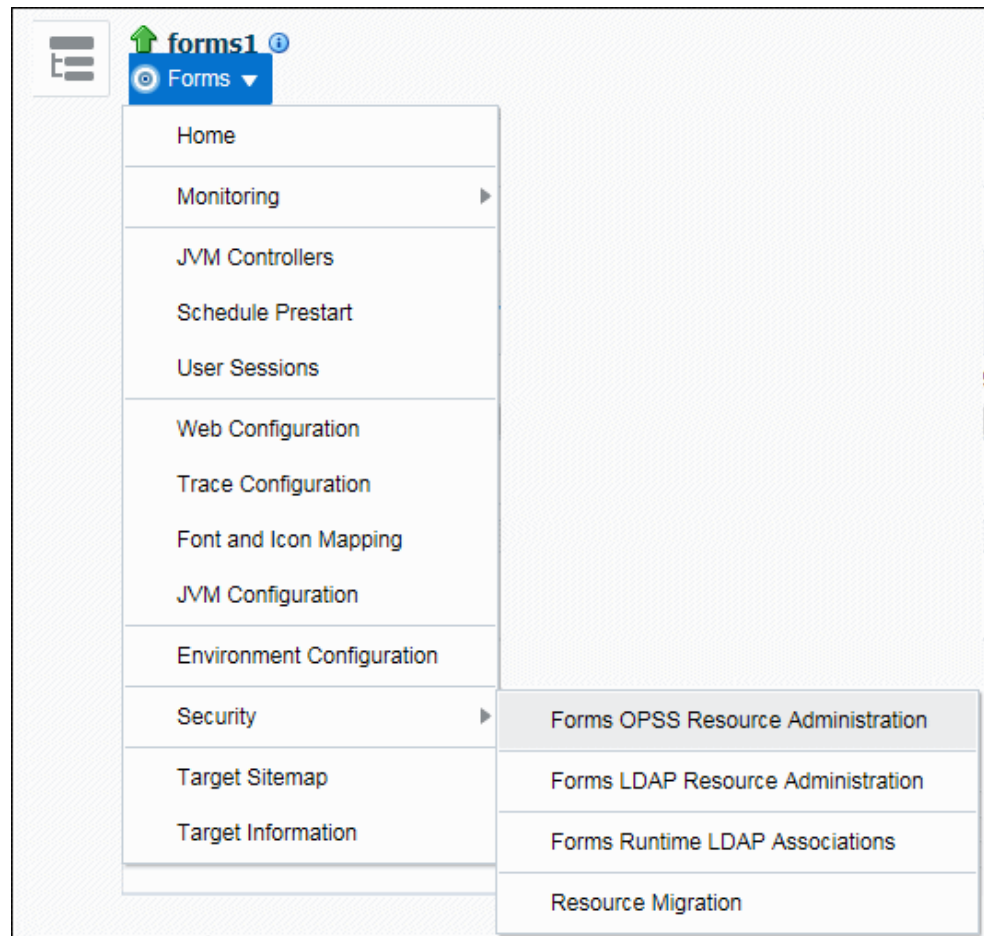 forms1
Forms
Home
Monitoring
JVM Controllers
Schedule Prestart
User Sessions
Web Configuration
Trace Configuration
Font and Icon Mapping
JVM Configuration
Environment Configuration
Security
Forms OPSS Resource Administration
Forms LDAP Resource Administration
Forms Runtime LDAP Associations
Resource Migration
Target Sitemap
Target Information